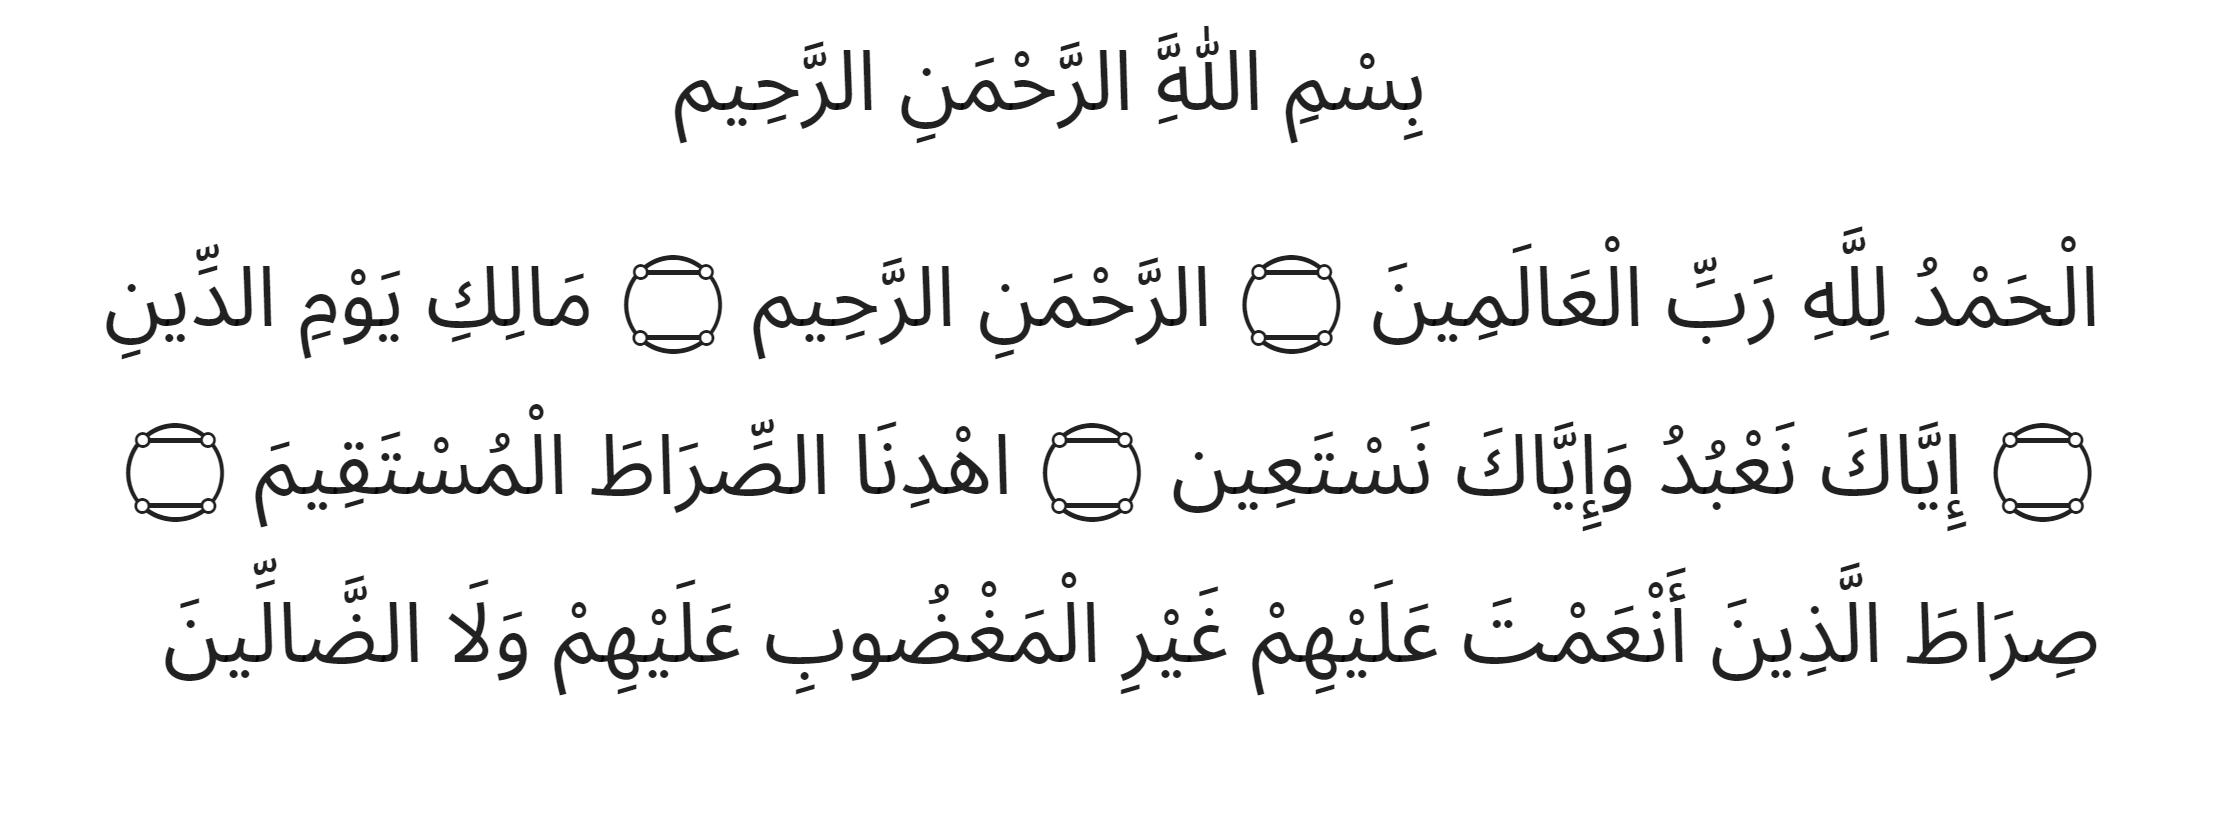 بِسْمِ اللَّهَِّ الرَّحْمَنِ الرَّحِيم
الْحَمْدُ لِلَّهِ رَبِّ الْعَالَمِينَ ۝ الرَّحْمَنِ الرَّحِيم ۝ مَالِكِ يَوْمِ الدِّينِ
۝ إِيَّاكَ نَعْبُدُ وَإِيَّاكَ نَسْتَعِين ۝ اهْدِنَا الصِّرَاطَ الْمُسْتَقِيمَ ۝
صِرَاطَ الَّذِينَ أَنْعَمْتَ عَلَيْهِمْ غَيْرِ الْمَغْضُوبِ عَلَيْهِمْ وَلَا الضَّالِّينَ